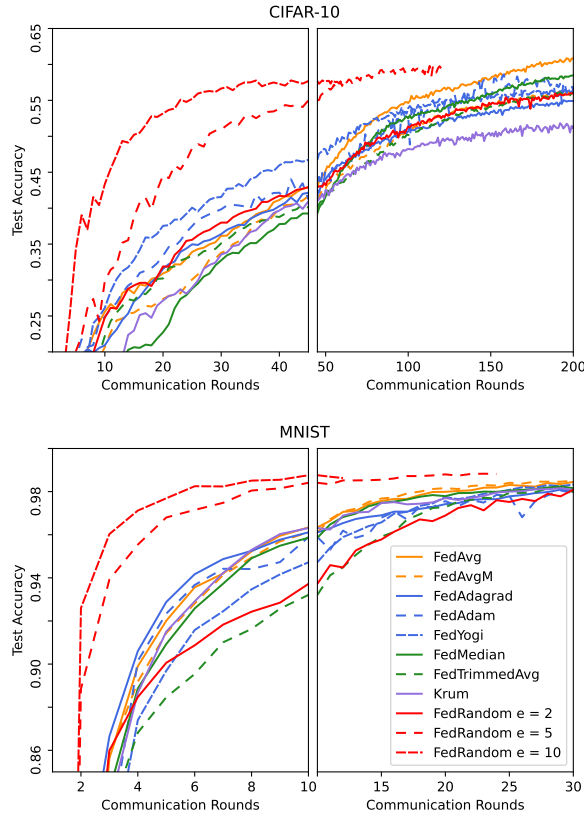 CIFAR-10
0.65
0.55
0.45
0.35
0.25
Test Accuracy
10 20 30 40 50 100 150 200
Communication Rounds Communication Rounds
MNIST
0.98
0.94
0.90
0.86
Test Accuracy
FedAvg
FedAvgM
FedAdagrad
FedAdam
FedYogi
FedMedian
FedTrimmedAvg
Krum
FedRandom e = 2
FedRandom e = 5
FedRandom e = 10
2 4 6 8 10 15 20 25 30
Communication Rounds Communication Rounds